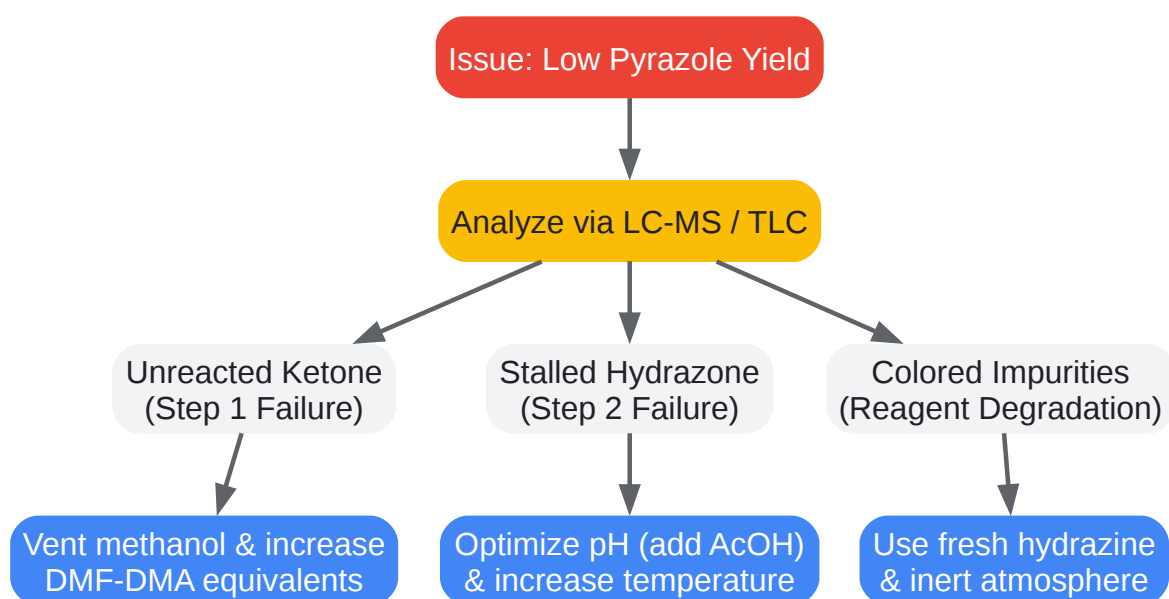 Issue: Low Pyrazole Yield
Analyze via LC-MS / TLC
Unreacted Ketone
(Step 1 Failure)
Stalled Hydrazone
(Step 2 Failure)
Colored Impurities
(Reagent Degradation)
Vent methanol & increase
DMF-DMA equivalents
Optimize pH (add AcOH)
& increase temperature
Use fresh hydrazine
& inert atmosphere